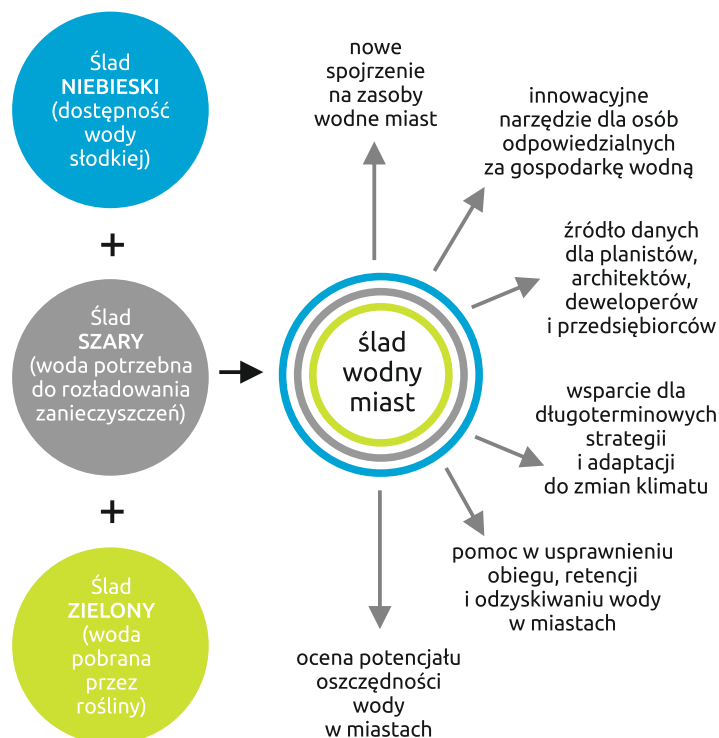 Ślad
NIEBIESKI
(dostępność
wody
słodkiej)
+
Ślad
SZARY
(woda potrzebna
do rozładowania
zanieczyszczeń)
+
Ślad
ZIELONY
(woda
pobrana
przez
rośliny)
ślad
wodny
miast
nowe
spojrzenie
na zasoby
wodne miast
innowacyjne
narzędzie dla osób
odpowiedzialnych
za gospodarkę wodną
źródło danych
dla planistów,
architektów,
deweloperów
i przedsiębiorców
wsparcie dla
długoterminowych
strategii
i adaptacji
do zmian klimatu
pomoc w usprawnieniu
obiegu, retencji
i odzyskiwaniu wody
w miastach
ocena potencjału
oszczędności
wody
w miastach